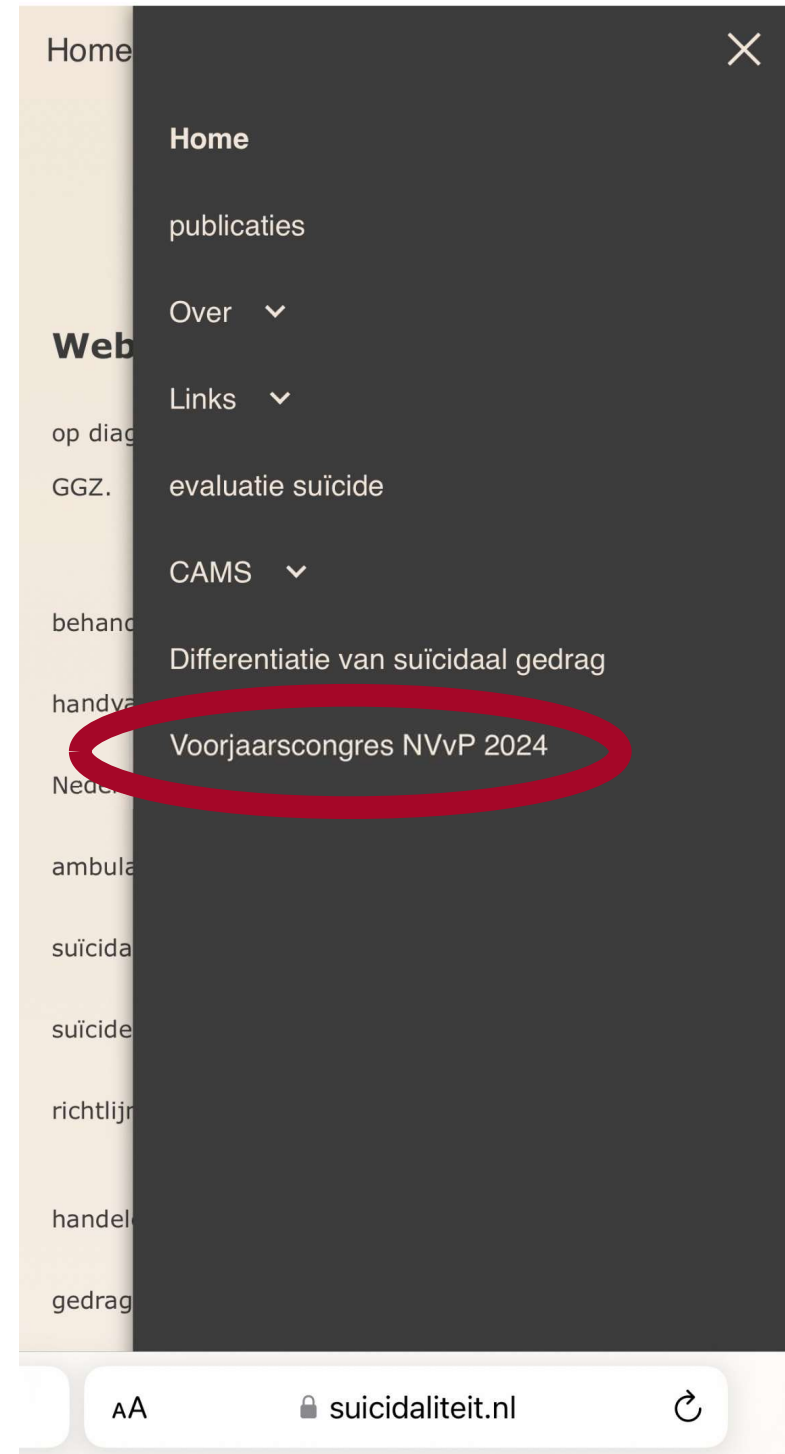 Home
Home
publicaties
Over
Web
Links
op diag
GGZ.
evaluatie suïcide
CAMS
behand
Differentiatie van suïcidaal gedrag
handva
Voorjaarscongres NVvP 2024
ambula
suïcida
suïcide
richtlijn
handel
gedrag
AA
suicidaliteit.nl